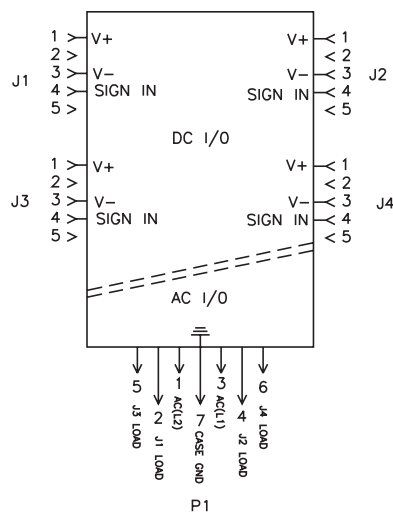 1 V+ V+ 1
2 2
J1 3 V− V− 3 J2
4 SIGN IN SIGN IN 4
5 5
DC I/O
1 V+ V+ 1
2 2
J3 3 V− V− 3 J4
4 SIGN IN SIGN IN 4
5 5
AC I/O
5 J3 LOAD
2 J1 LOAD
1 AC(L2)
7 CASE GND
3 AC(L1)
4 J2 LOAD
6 J4 LOAD
P1